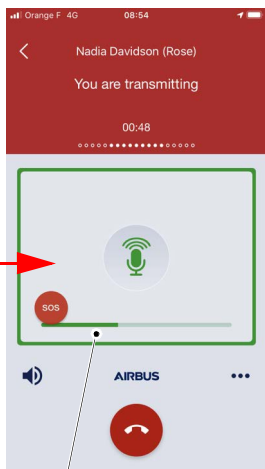 Orange F 4G 08:54
Nadia Davidson (Rose)
You are transmitting
00:48
SOS
AIRBUS